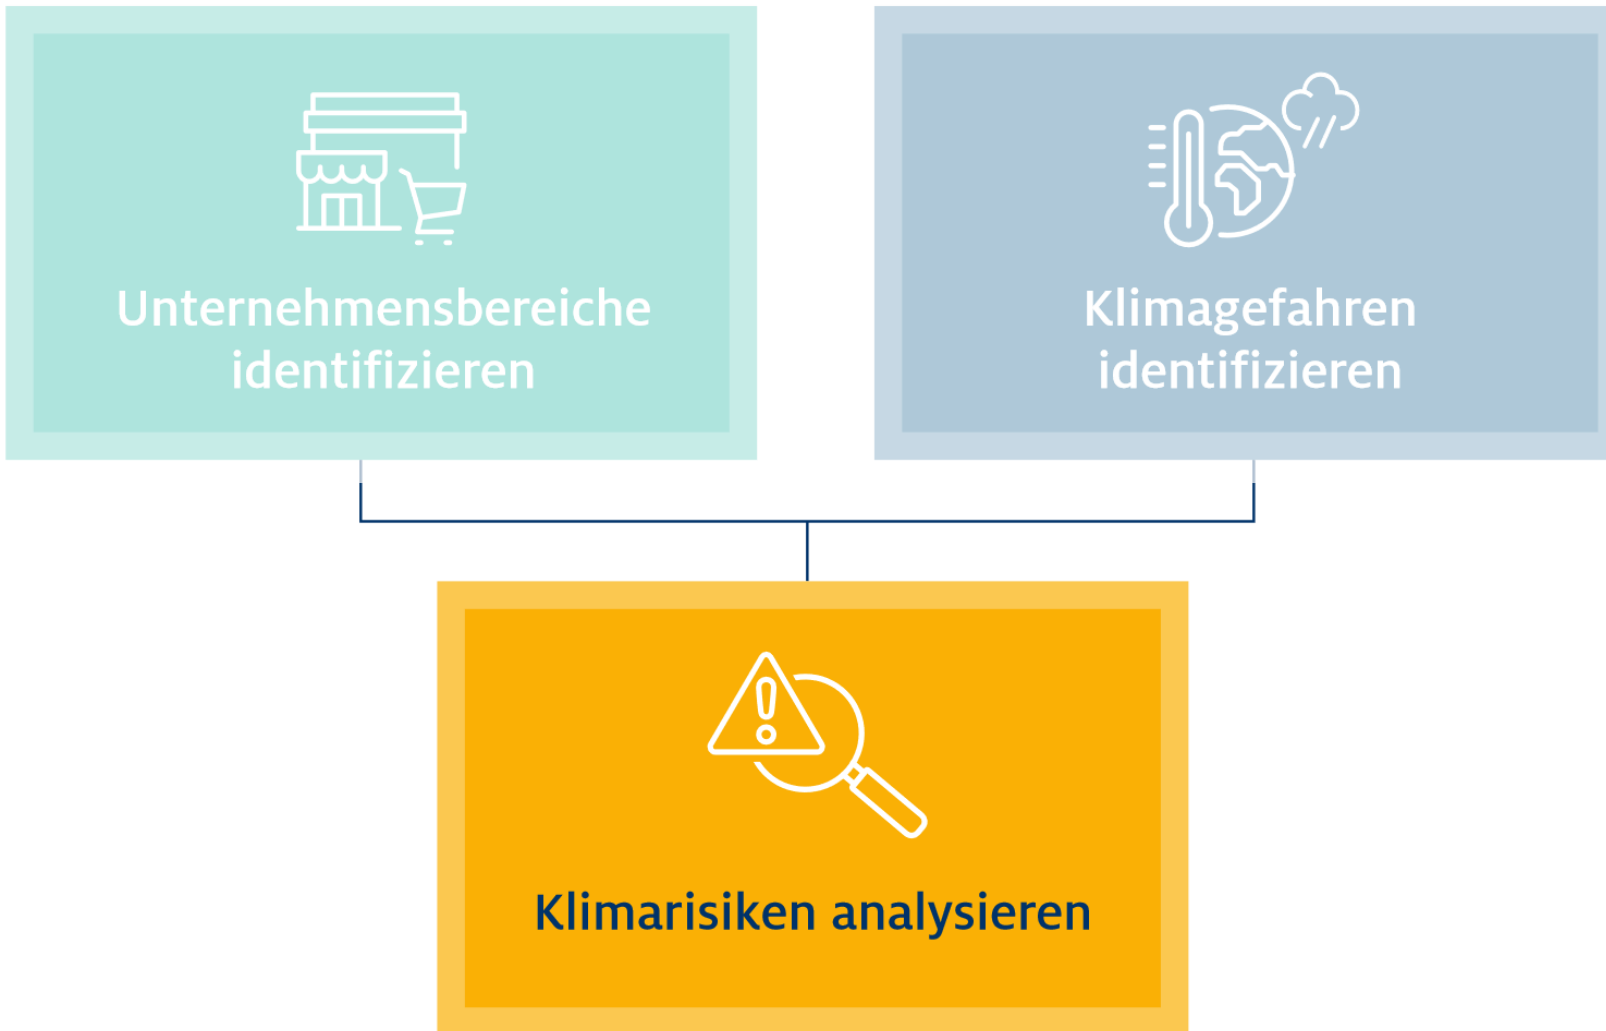 Unternehmensbereiche
identifizieren
Klimagefahren
identifizieren
Klimarisiken analysieren